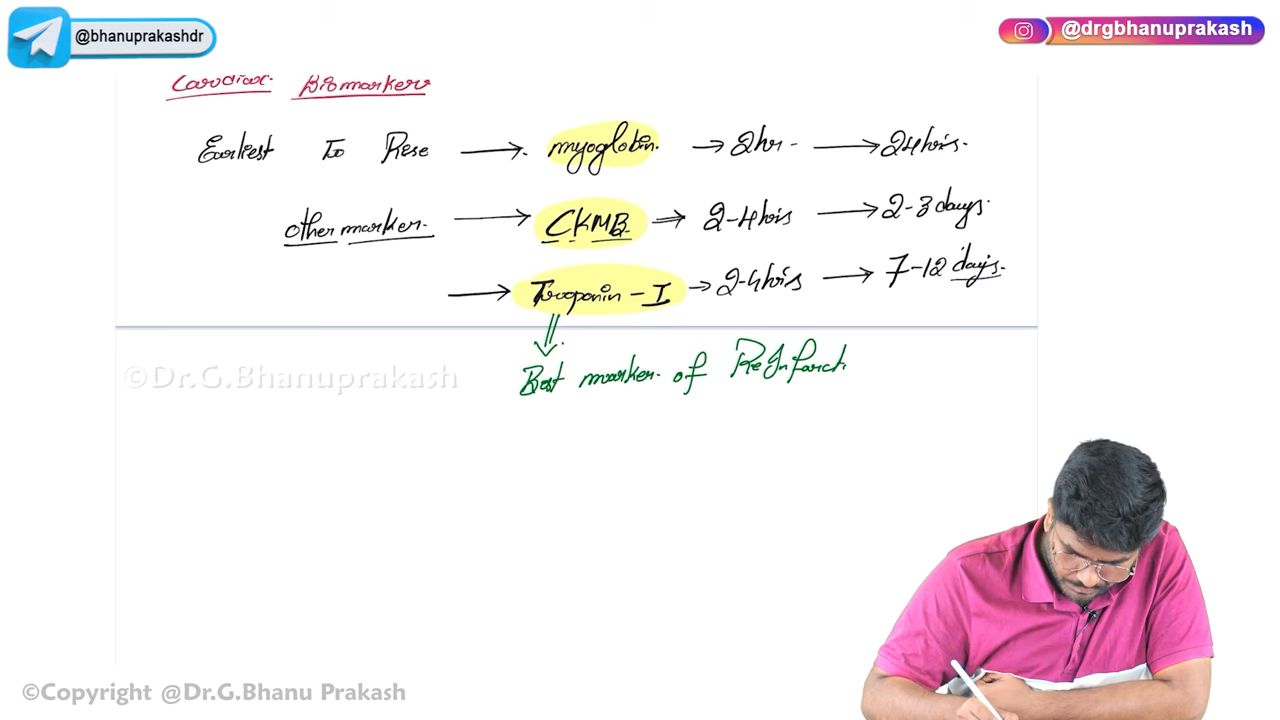 @bhanuprakashdr
@drgbhanuprakash
Cardiac Biomarkers
Earliest To Rise → myoglobin. → 2hr - → 24hrs.
other marker. → CKMB ⇒ 2-4hrs → 2-3 days.
→ Troponin - I → 2-4hrs → 7-12 days.
Best marker of ReInfarct
©Dr.G.Bhanuprakash
©Copyright @Dr.G.Bhanu Prakash